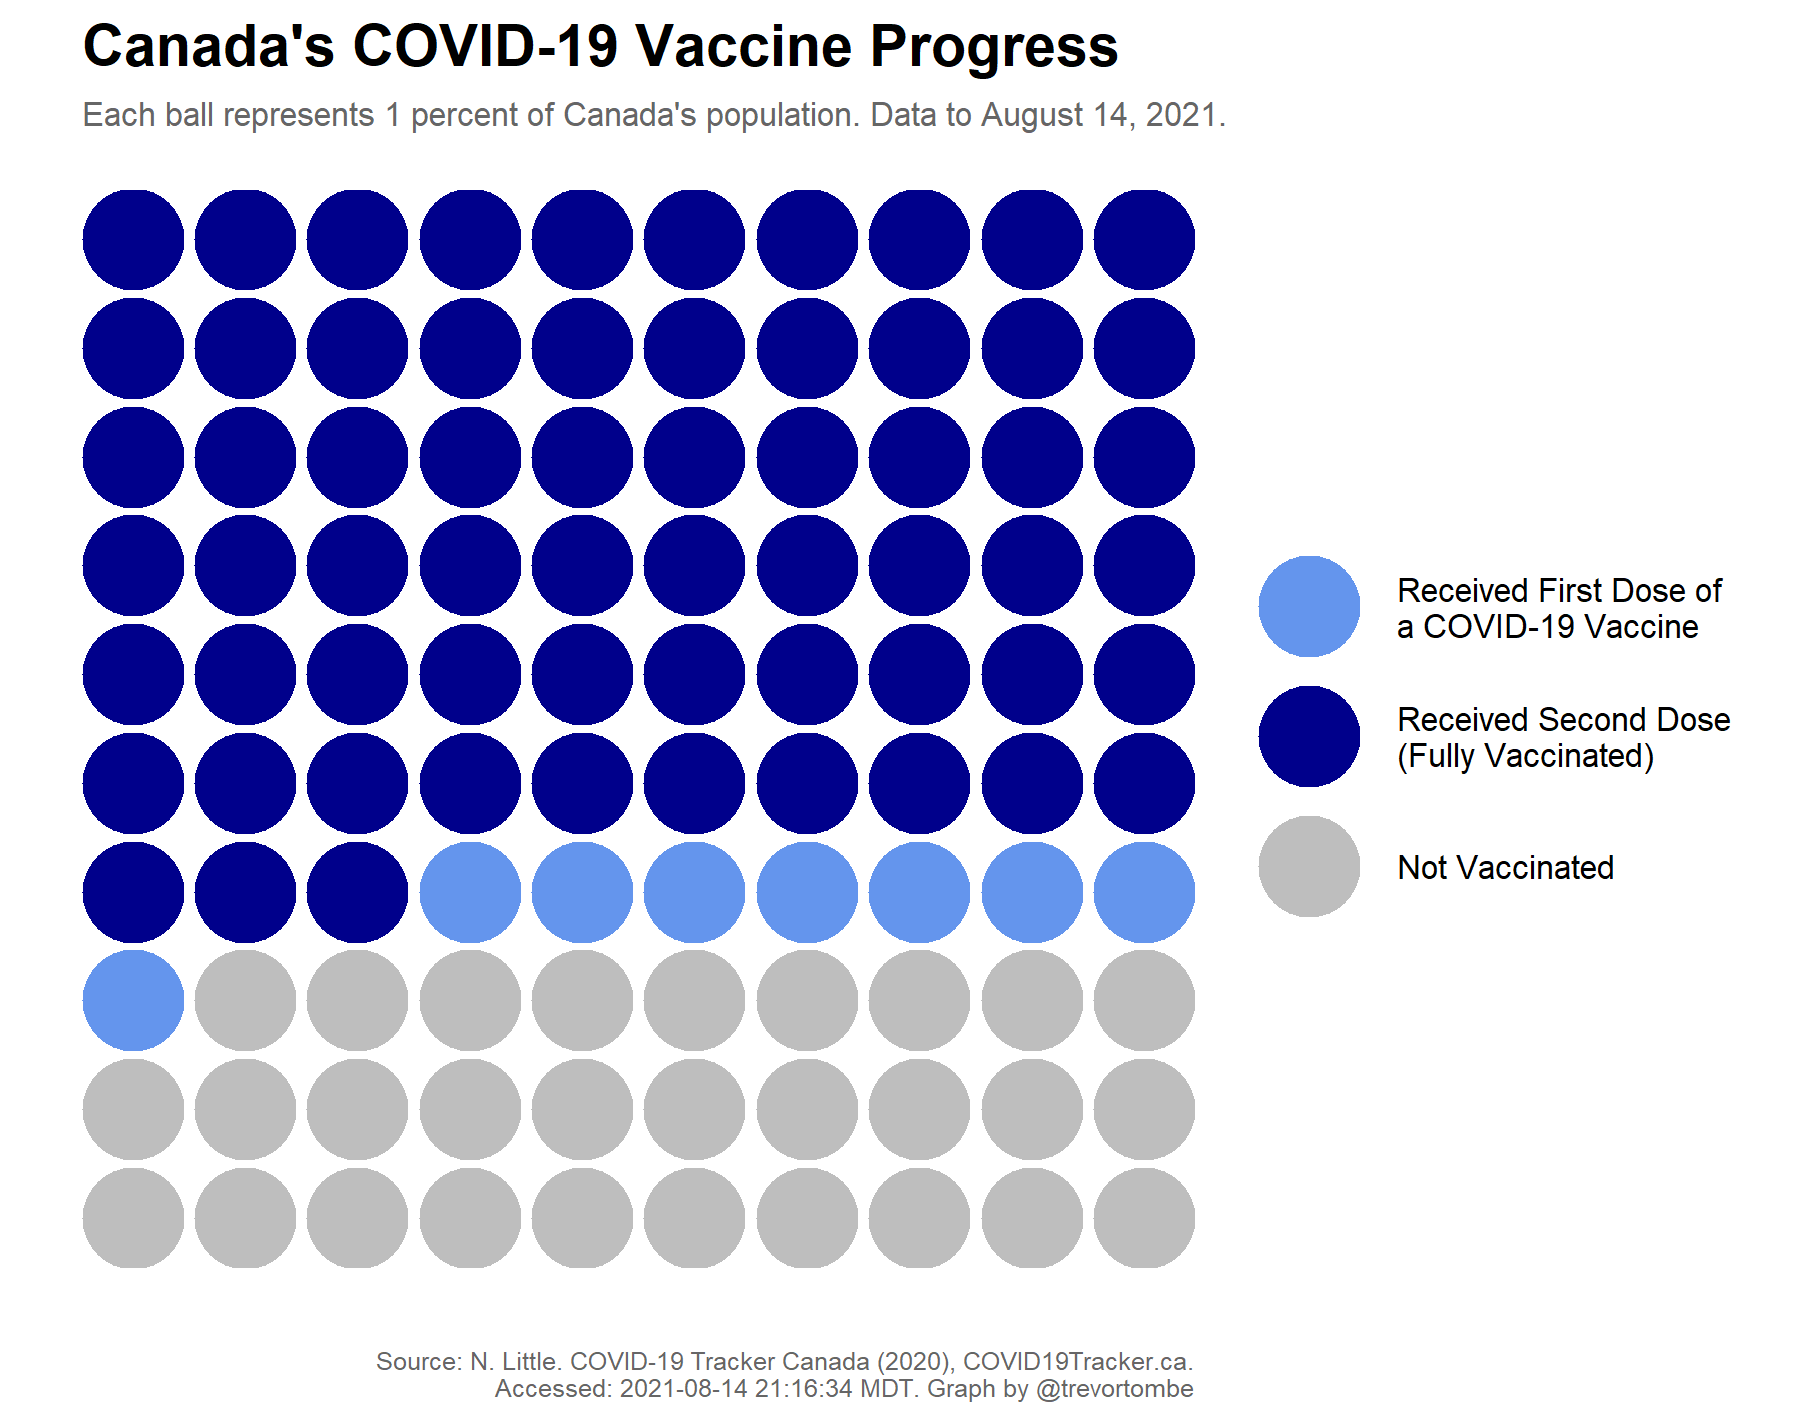 Canada's COVID-19 Vaccine Progress
Each ball represents 1 percent of Canada's population. Data to August 14, 2021.
Received First Dose of
a COVID-19 Vaccine
Received Second Dose
(Fully Vaccinated)
Not Vaccinated
Source: N. Little. COVID-19 Tracker Canada (2020), COVID19Tracker.ca.
Accessed: 2021-08-14 21:16:34 MDT. Graph by @trevortombe